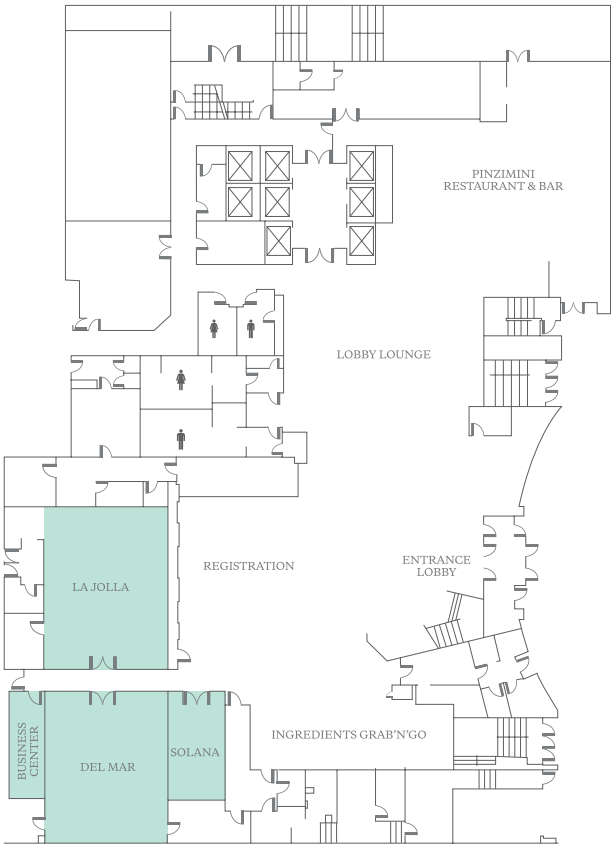 PINZIMINI
RESTAURANT & BAR
LOBBY LOUNGE
REGISTRATION
ENTRANCE
LOBBY
LA JOLLA
BUSINESS
CENTER
DEL MAR
SOLANA
INGREDIENTS GRAB'N'GO